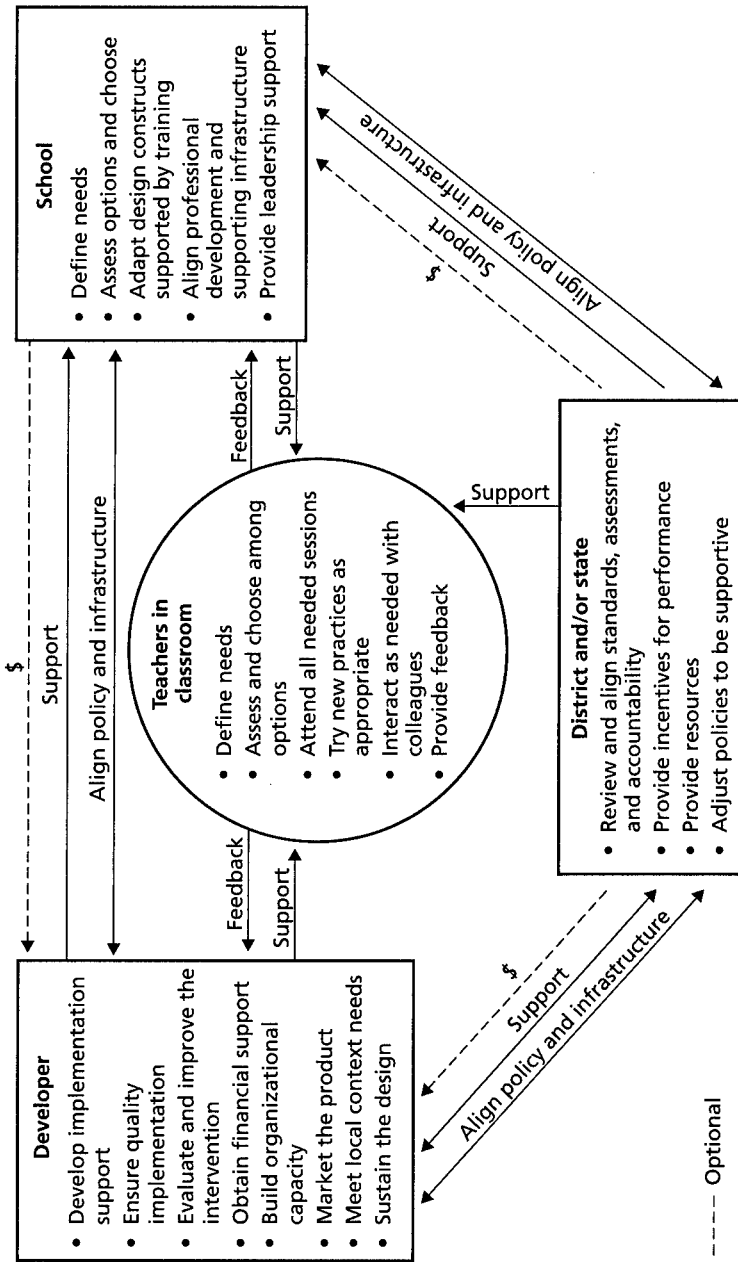 Developer
• Develop implementation
support
• Ensure quality
implementation
• Evaluate and improve the
intervention
• Obtain financial support
• Build organizational
capacity
• Market the product
• Meet local context needs
• Sustain the design
$
Support
Align policy and infrastructure
School
• Define needs
• Assess options and choose
• Adapt design constructs
supported by training
• Align professional
development and
supporting infrastructure
• Provide leadership support
Feedback
Support
Teachers in
classroom
• Define needs
• Assess and choose among
options
• Attend all needed sessions
• Try new practices as
appropriate
• Interact as needed with
colleagues
• Provide feedback
Feedback
Support
Support
$
Support
Align policy and infrastructure
District and/or state
• Review and align standards, assessments,
and accountability
• Provide incentives for performance
• Provide resources
• Adjust policies to be supportive
$
Support
Align policy and infrastructure
---- Optional